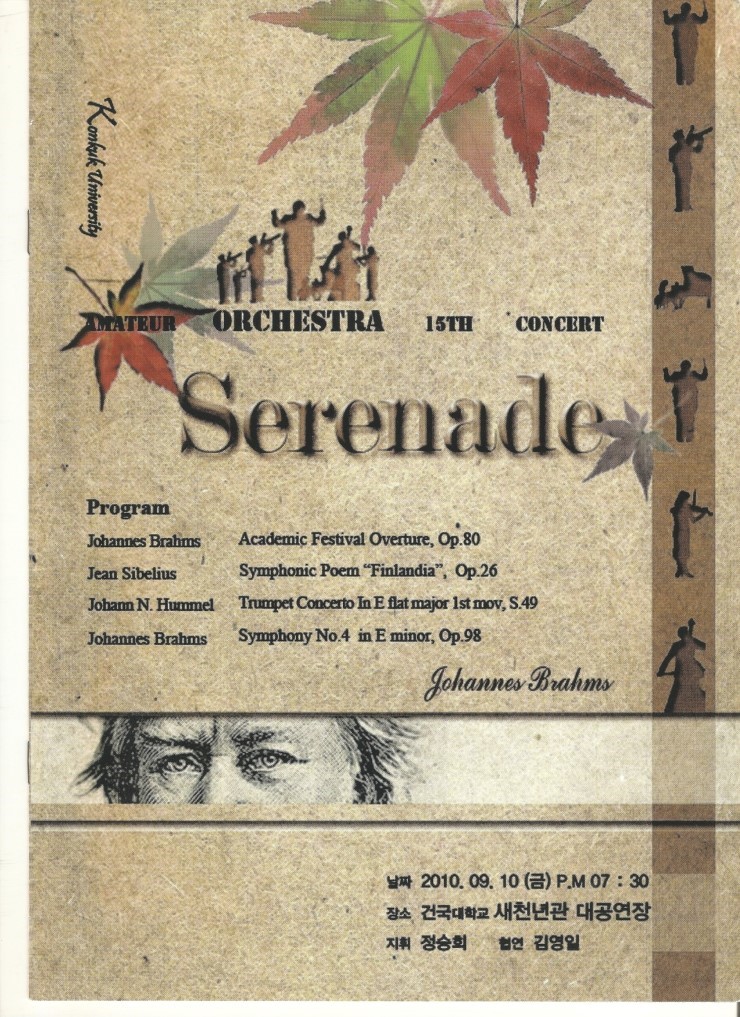 Konkuk University
AMATEUR ORCHESTRA 15TH CONCERT
Serenade
Program
Johannes Brahms Academic Festival Overture, Op.80
Jean Sibelius Symphonic Poem “Finlandia”, Op.26
Johann N. Hummel Trumpet Concerto In E flat major 1st mov, S.49
Johannes Brahms Symphony No.4 in E minor, Op.98
Johannes Brahms
날짜 2010. 09. 10 (금) P.M 07 : 30
장소 건국대학교 새천년관 대공연장
지휘 정승희 협연 김영일